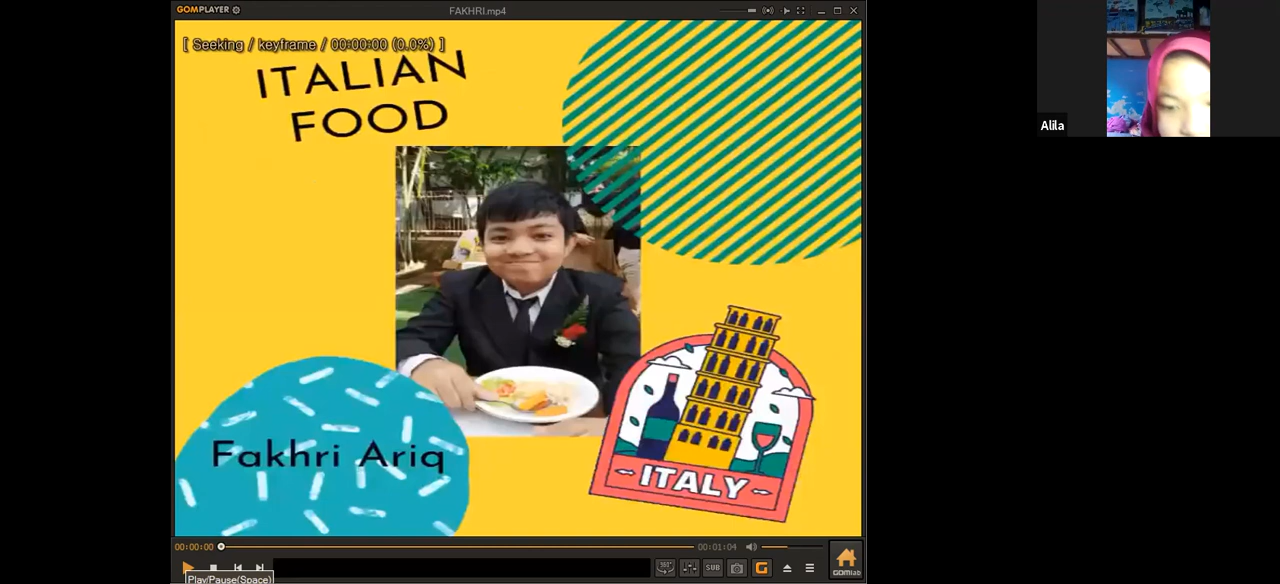 GOMPLAYER
FAKHRI.mp4
[ Seeking / keyframe / 00:00:00 (0.0%) ]
ITALIAN
FOOD
Alila
Fakhri Ariq
ITALY
00:00:00
00:01:04
360°
SUB
G
GOMlab
Play/Pause(Space)